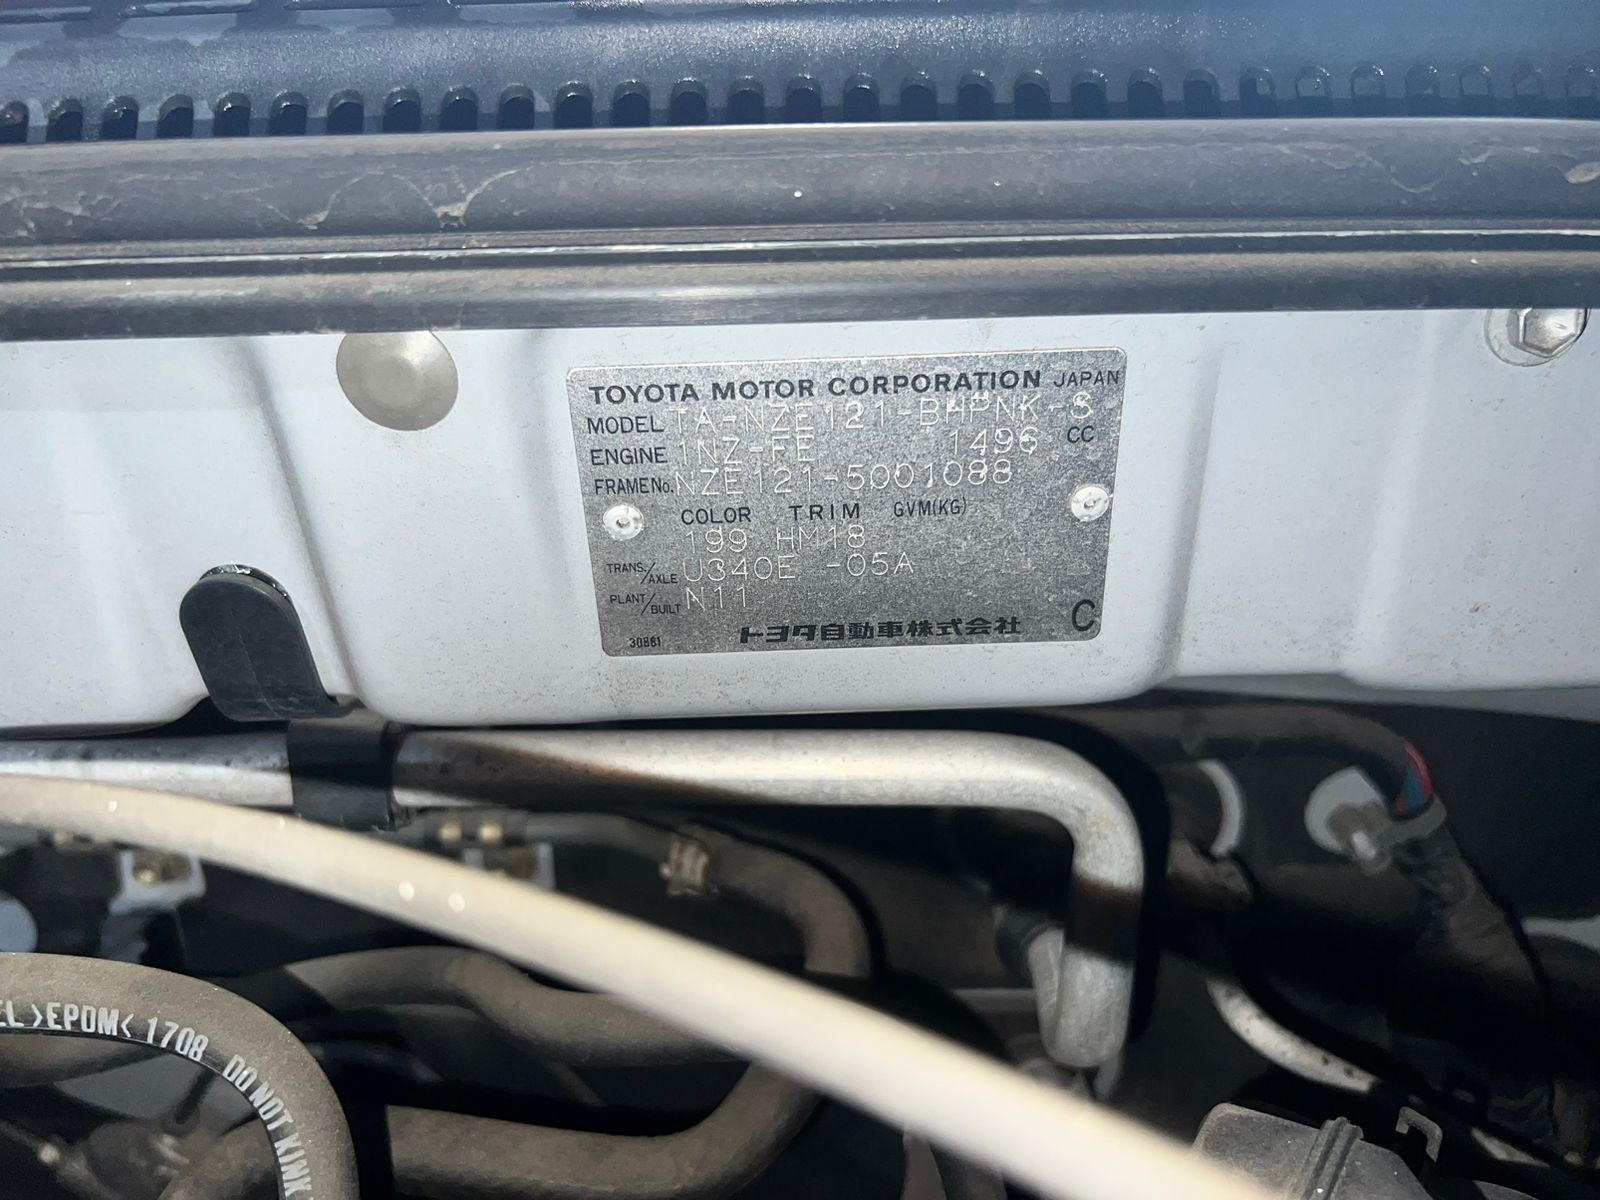 TOYOTA MOTOR CORPORATION JAPAN
MODEL TA-NZE121-BHPNK-S
ENGINE 1NZ-FE 1496 CC
FRAME No. NZE121-5001088
COLOR TRIM GVM(KG)
199 HM18
TRANS./AXLE U340E -05A
PLANT/BUILT N11
30881 トヨタ自動車株式会社 C
EL >EPDM< 1708 DO NOT KINK